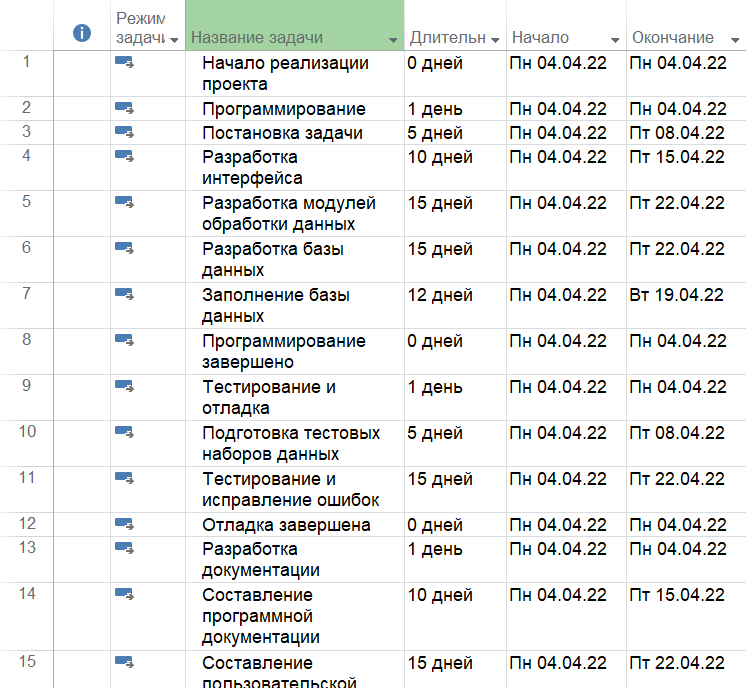 Режим
задачи Название задачи Длительн Начало Окончание
1 Начало реализации 0 дней Пн 04.04.22 Пн 04.04.22
проекта
2 Программирование 1 день Пн 04.04.22 Пн 04.04.22
3 Постановка задачи 5 дней Пн 04.04.22 Пт 08.04.22
4 Разработка 10 дней Пн 04.04.22 Пт 15.04.22
интерфейса
5 Разработка модулей 15 дней Пн 04.04.22 Пт 22.04.22
обработки данных
6 Разработка базы 15 дней Пн 04.04.22 Пт 22.04.22
данных
7 Заполнение базы 12 дней Пн 04.04.22 Вт 19.04.22
данных
8 Программирование 0 дней Пн 04.04.22 Пн 04.04.22
завершено
9 Тестирование и 1 день Пн 04.04.22 Пн 04.04.22
отладка
10 Подготовка тестовых 5 дней Пн 04.04.22 Пт 08.04.22
наборов данных
11 Тестирование и 15 дней Пн 04.04.22 Пт 22.04.22
исправление ошибок
12 Отладка завершена 0 дней Пн 04.04.22 Пн 04.04.22
13 Разработка 1 день Пн 04.04.22 Пн 04.04.22
документации
14 Составление 10 дней Пн 04.04.22 Пт 15.04.22
программной
документации
15 Составление 15 дней Пн 04.04.22 Пт 22.04.22
пользовательской